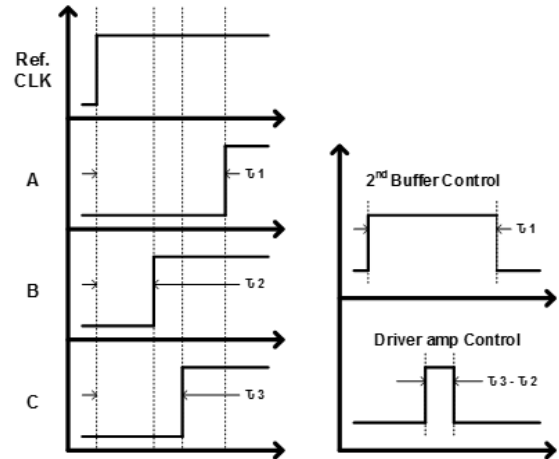 Ref.
CLK
A
τ1
B
τ2
C
τ3
2nd Buffer Control
τ1
Driver amp Control
τ3 - τ2